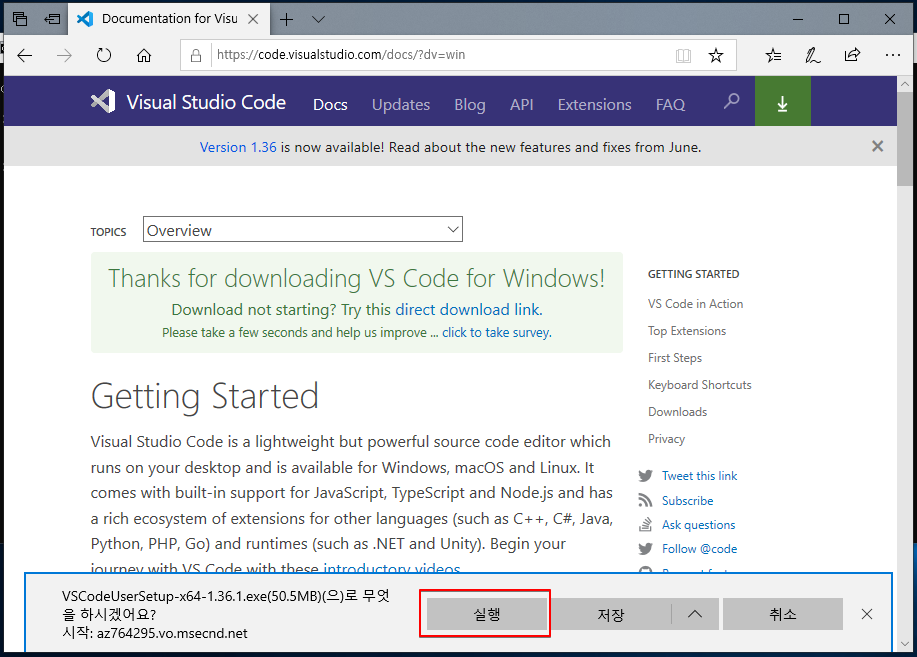 Documentation for Visu
https://code.visualstudio.com/docs/?dv=win
Visual Studio Code
Docs
Updates
Blog
API
Extensions
FAQ
Version 1.36 is now available! Read about the new features and fixes from June.
TOPICS
Overview
Thanks for downloading VS Code for Windows!
Download not starting? Try this direct download link.
Please take a few seconds and help us improve ... click to take survey.
Getting Started
Visual Studio Code is a lightweight but powerful source code editor which
runs on your desktop and is available for Windows, macOS and Linux. It
comes with built-in support for JavaScript, TypeScript and Node.js and has
a rich ecosystem of extensions for other languages (such as C++, C#, Java,
Python, PHP, Go) and runtimes (such as .NET and Unity). Begin your
journey with VS Code with these introductory videos.
GETTING STARTED
VS Code in Action
Top Extensions
First Steps
Keyboard Shortcuts
Downloads
Privacy
Tweet this link
Subscribe
Ask questions
Follow @code
VSCodeUserSetup-x64-1.36.1.exe(50.5MB)(으)로 무엇
을 하시겠어요?
시작: az764295.vo.msecnd.net
실행
저장
취소